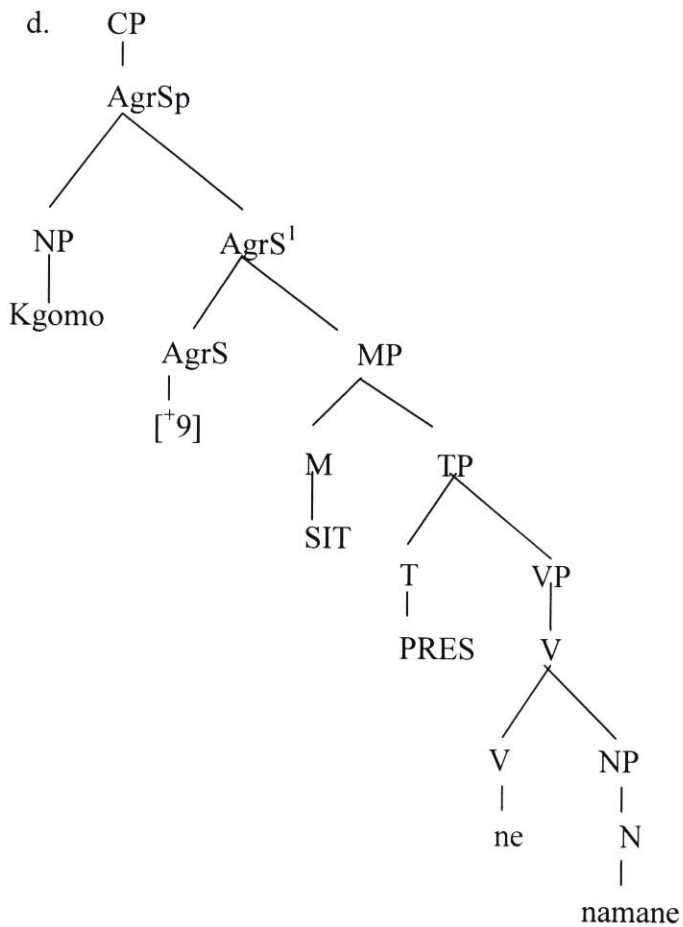 d. CP
AgrSp
NP AgrS¹
Kgomo
AgrS MP
[⁺9]
M TP
SIT
T VP
PRES V
V NP
ne N
namane